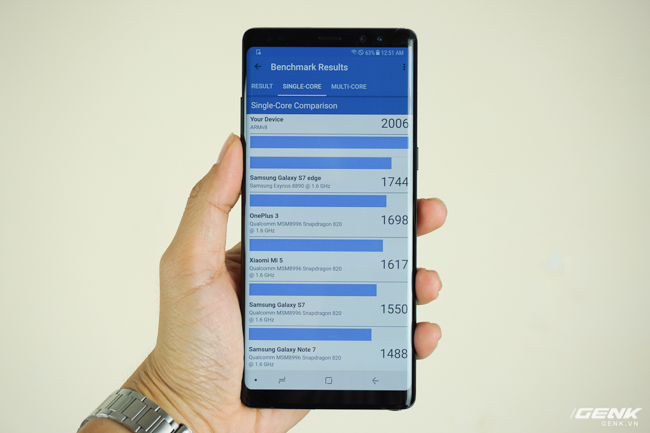 63% 12:51 AM
Benchmark Results
RESULT SINGLE-CORE MULTI-CORE
Single-Core Comparison
Your Device
ARMv8
2006
Samsung Galaxy S7 edge
Samsung Exynos 8890 @ 1.6 GHz
1744
OnePlus 3
Qualcomm MSM8996 Snapdragon 820
@ 1.6 GHz
1698
Xiaomi Mi 5
Qualcomm MSM8996 Snapdragon 820
@ 1.6 GHz
1617
Samsung Galaxy S7
Qualcomm MSM8996 Snapdragon 820
@ 1.6 GHz
1550
Samsung Galaxy Note 7
Qualcomm MSM8996 Snapdragon 820
@ 1.6 GHz
1488
GENK
GENK.VN